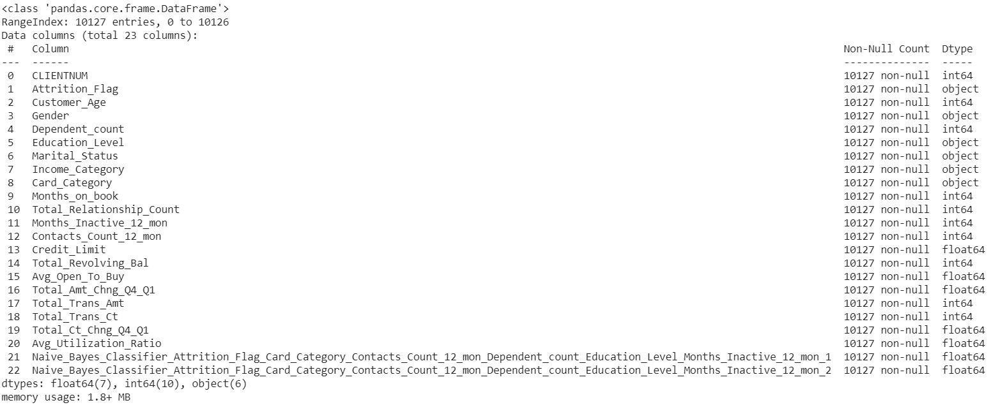 <class 'pandas.core.frame.DataFrame'>
RangeIndex: 10127 entries, 0 to 10126
Data columns (total 23 columns):
 #   Column                                                                                                                              Non-Null Count  Dtype
---  ------                                                                                                                              --------------  -----
 0   CLIENTNUM                                                                                                                           10127 non-null  int64
 1   Attrition_Flag                                                                                                                      10127 non-null  object
 2   Customer_Age                                                                                                                        10127 non-null  int64
 3   Gender                                                                                                                              10127 non-null  object
 4   Dependent_count                                                                                                                     10127 non-null  int64
 5   Education_Level                                                                                                                     10127 non-null  object
 6   Marital_Status                                                                                                                      10127 non-null  object
 7   Income_Category                                                                                                                     10127 non-null  object
 8   Card_Category                                                                                                                       10127 non-null  object
 9   Months_on_book                                                                                                                      10127 non-null  int64
 10  Total_Relationship_Count                                                                                                            10127 non-null  int64
 11  Months_Inactive_12_mon                                                                                                              10127 non-null  int64
 12  Contacts_Count_12_mon                                                                                                               10127 non-null  int64
 13  Credit_Limit                                                                                                                        10127 non-null  float64
 14  Total_Revolving_Bal                                                                                                                 10127 non-null  int64
 15  Avg_Open_To_Buy                                                                                                                     10127 non-null  float64
 16  Total_Amt_Chng_Q4_Q1                                                                                                                10127 non-null  float64
 17  Total_Trans_Amt                                                                                                                     10127 non-null  int64
 18  Total_Trans_Ct                                                                                                                      10127 non-null  int64
 19  Total_Ct_Chng_Q4_Q1                                                                                                                 10127 non-null  float64
 20  Avg_Utilization_Ratio                                                                                                               10127 non-null  float64
 21  Naive_Bayes_Classifier_Attrition_Flag_Card_Category_Contacts_Count_12_mon_Dependent_count_Education_Level_Months_Inactive_12_mon_1  10127 non-null  float64
 22  Naive_Bayes_Classifier_Attrition_Flag_Card_Category_Contacts_Count_12_mon_Dependent_count_Education_Level_Months_Inactive_12_mon_2  10127 non-null  float64
dtypes: float64(7), int64(10), object(6)
memory usage: 1.8+ MB